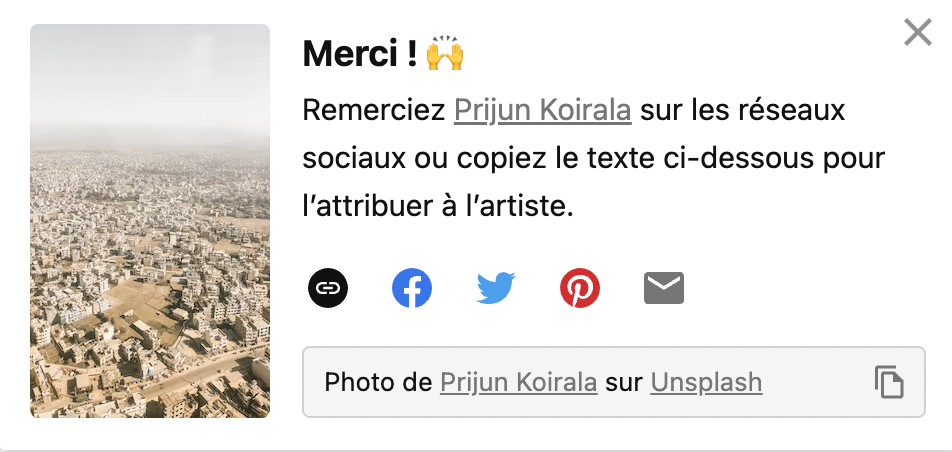 Merci ! 🙌
Remerciez Prijun Koirala sur les réseaux
sociaux ou copiez le texte ci-dessous pour
l’attribuer à l’artiste.
Photo de Prijun Koirala sur Unsplash